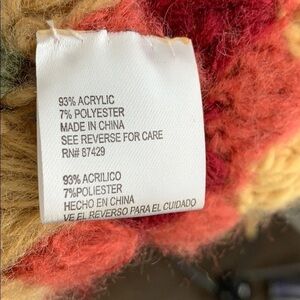 93% ACRYLIC
7% POLYESTER
MADE IN CHINA
SEE REVERSE FOR CARE
RN# 87429
93% ACRILICO
7%POLIESTER
HECHO EN CHINA
VE EL REVERSO PARA EL CUIDADO